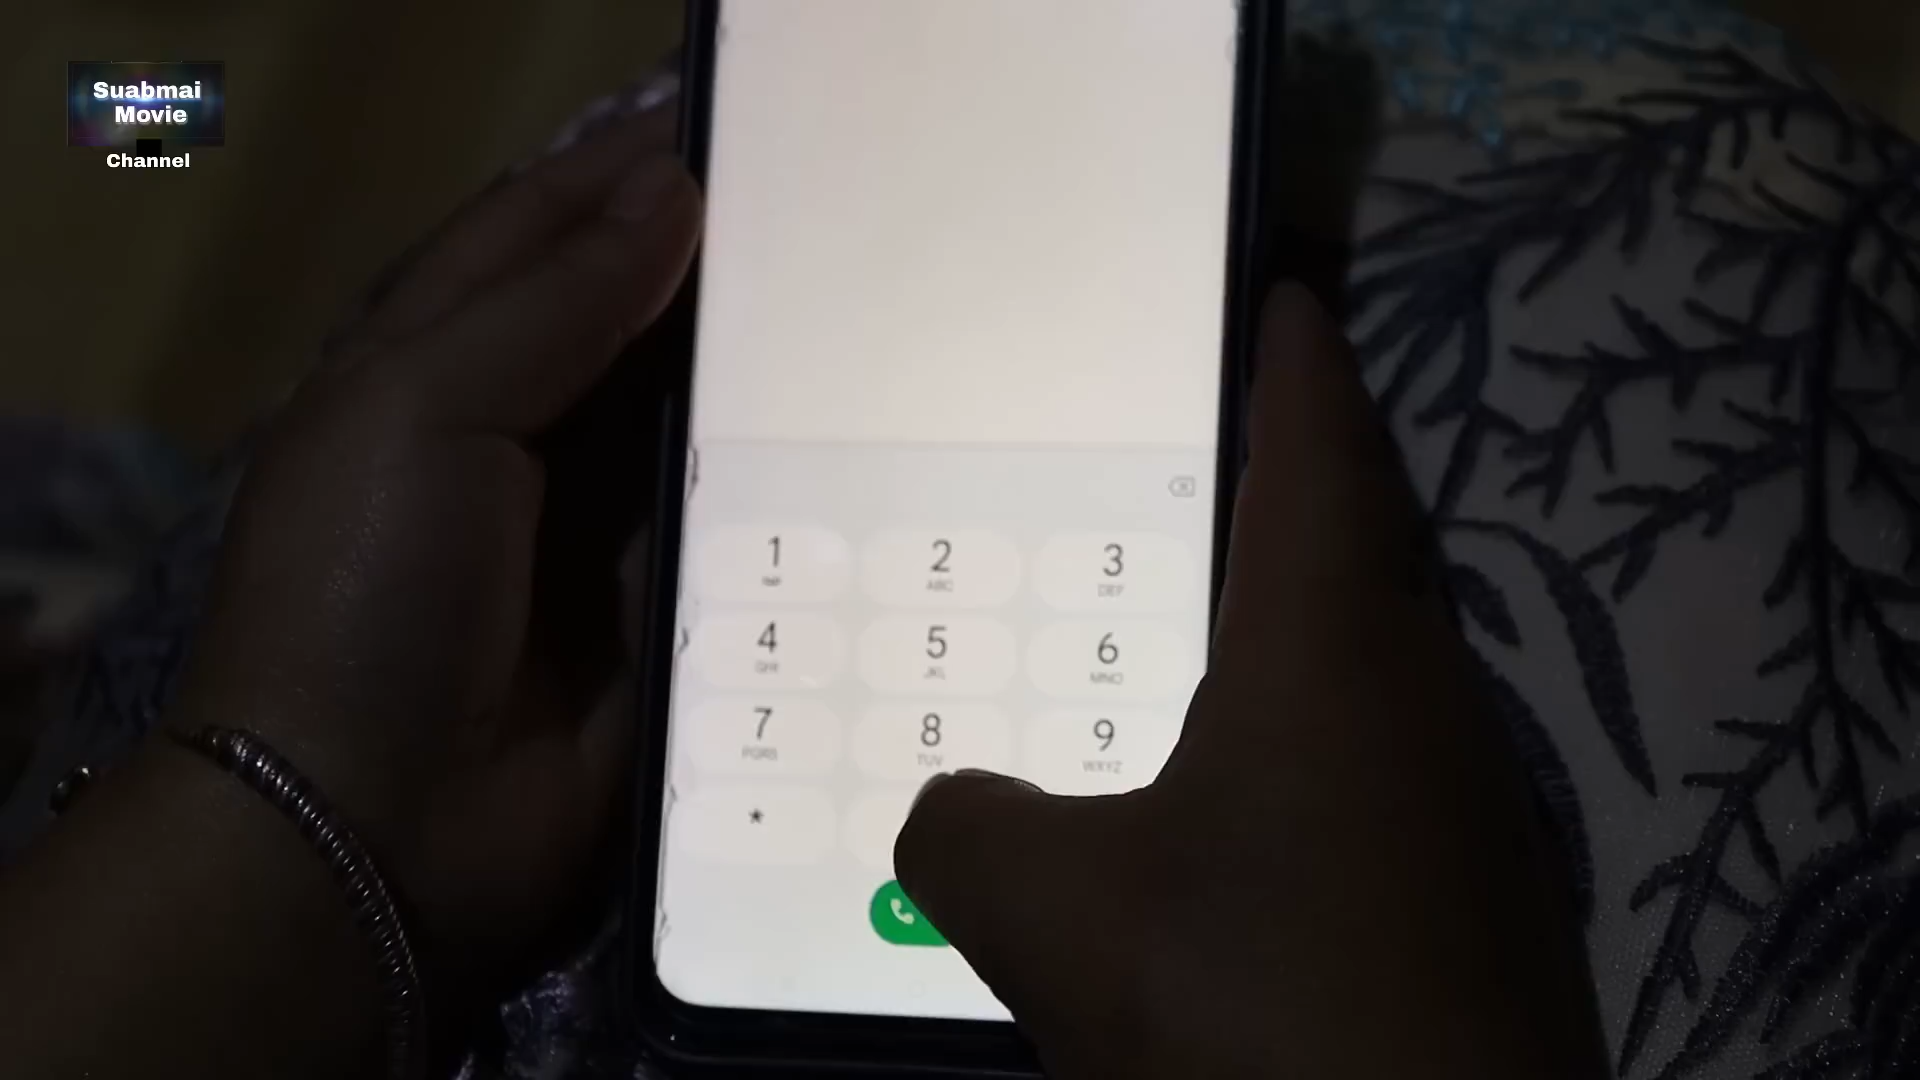 Suabmai
Movie
Channel
1
2
ABC
3
DEF
4
GHI
5
JKL
6
MNO
7
PQRS
8
TUV
9
WXYZ
*